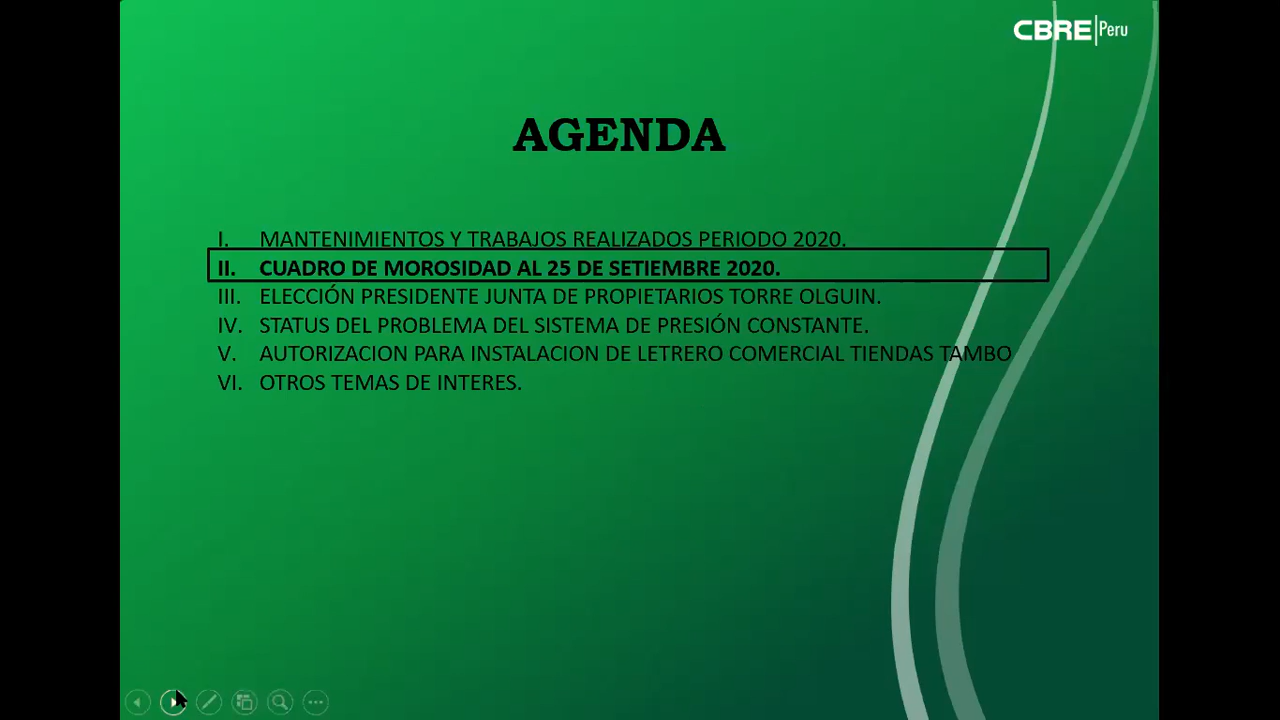 CBRE Peru
AGENDA
I. MANTENIMIENTOS Y TRABAJOS REALIZADOS PERIODO 2020.
II. CUADRO DE MOROSIDAD AL 25 DE SETIEMBRE 2020.
III. ELECCIÓN PRESIDENTE JUNTA DE PROPIETARIOS TORRE OLGUIN.
IV. STATUS DEL PROBLEMA DEL SISTEMA DE PRESIÓN CONSTANTE.
V. AUTORIZACION PARA INSTALACION DE LETRERO COMERCIAL TIENDAS TAMBO
VI. OTROS TEMAS DE INTERES.